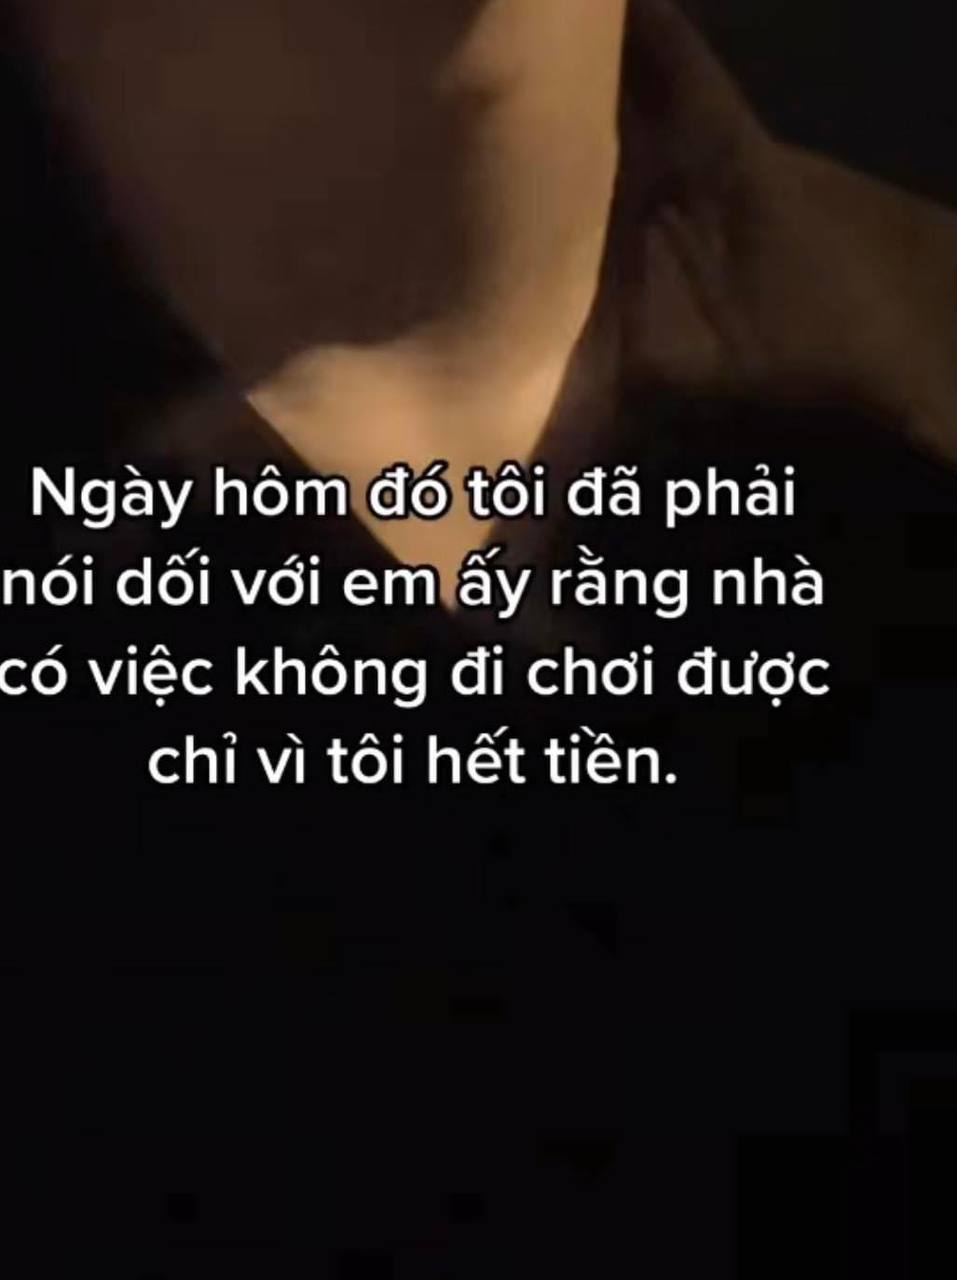 Ngày hôm đó tôi đã phải
nói dối với em ấy rằng nhà
có việc không đi chơi được
chỉ vì tôi hết tiền.